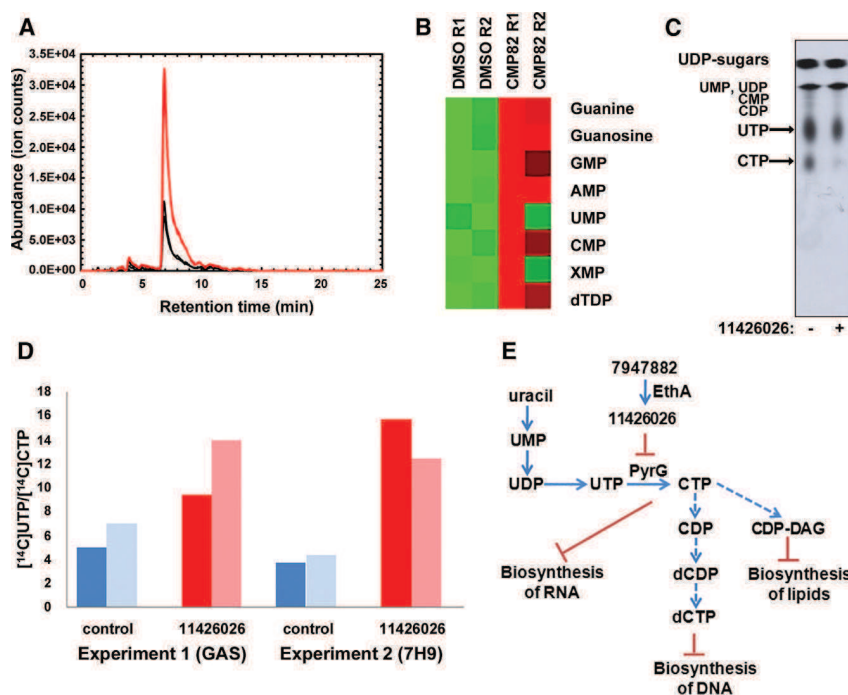 A
3.5E+04
3.0E+04
2.5E+04
2.0E+04
1.5E+04
1.0E+04
5.0E+03
0.0E+00
Abundance (ion counts)
0
5
10
15
20
25
Retention time (min)
B
DMSO R1
DMSO R2
CMP82 R1
CMP82 R2
Guanine
Guanosine
GMP
AMP
UMP
CMP
XMP
dTDP
C
UDP-sugars
UMP, UDP
CMP
CDP
UTP
CTP
11426026: - +
D
18
16
14
12
10
8
6
4
2
0
[¹⁴C]UTP/[¹⁴C]CTP
control 11426026 control 11426026
Experiment 1 (GAS) Experiment 2 (7H9)
E
7947882
EthA
11426026
uracil
UMP
UDP
UTP
PyrG
CTP
CDP
CDP-DAG
dCDP
dCTP
Biosynthesis
of RNA
Biosynthesis
of lipids
Biosynthesis
of DNA